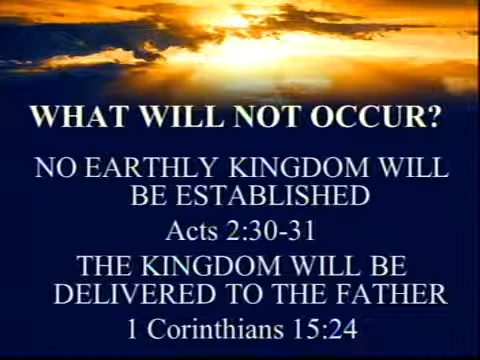 WHAT WILL NOT OCCUR?
NO EARTHLY KINGDOM WILL
BE ESTABLISHED
Acts 2:30-31
THE KINGDOM WILL BE
DELIVERED TO THE FATHER
1 Corinthians 15:24